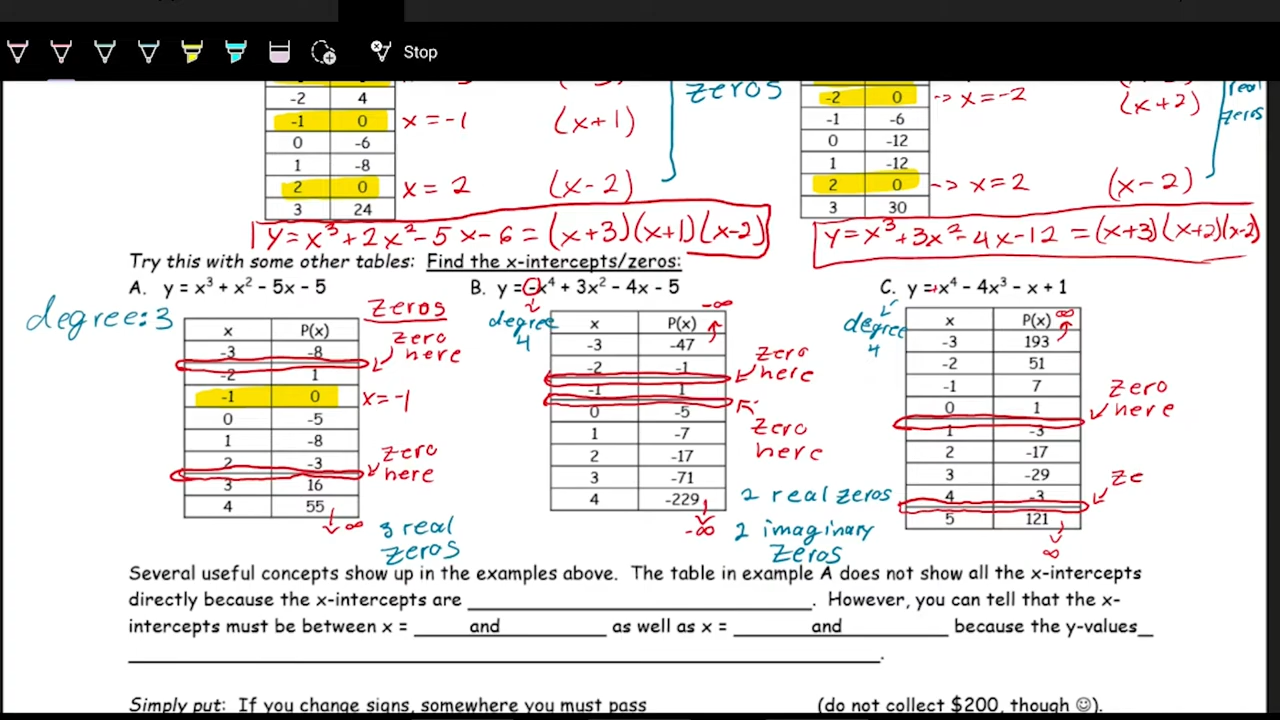 Stop
zeros
-2 4
-1 0 x = -1 (x+1)
0 -6
1 -8
2 0 x = 2 (x-2)
3 24
y = x³ + 2x² - 5x - 6 = (x+3)(x+1)(x-2)
-2 0 -> x = -2 (x+2)
real
zeros
-1 -6
0 -12
1 -12
2 0 -> x = 2 (x-2)
3 30
y = x³ + 3x² - 4x - 12 = (x+3)(x+2)(x-2)
Try this with some other tables: Find the x-intercepts/zeros:
A. y = x³ + x² - 5x - 5
degree: 3
zeros
x P(x)
-3 -8
zero
here
-2 1
-1 0 x = -1
0 -5
1 -8
2 -3
zero
here
3 16
4 55
∞
3 real
zeros
B. y = -x⁴ + 3x² - 4x - 5
degree
4
-∞
x P(x)
-3 -47
-2 -1
zero
here
-1 1
zero
here
0 -5
1 -7
2 -17
3 -71
4 -229
-∞
2 real zeros
2 imaginary
zeros
C. y = +x⁴ - 4x³ - x + 1
degree
4
∞
x P(x)
-3 193
-2 51
-1 7
0 1
zero
here
1 -3
2 -17
3 -29
4 -3
ze
5 121
∞
Several useful concepts show up in the examples above. The table in example A does not show all the x-intercepts
directly because the x-intercepts are ____________. However, you can tell that the x-
intercepts must be between x = ____and____ as well as x = ____and____ because the y-values_
____________.
Simply put: If you change signs, somewhere you must pass ____________ (do not collect $200, though ☺).